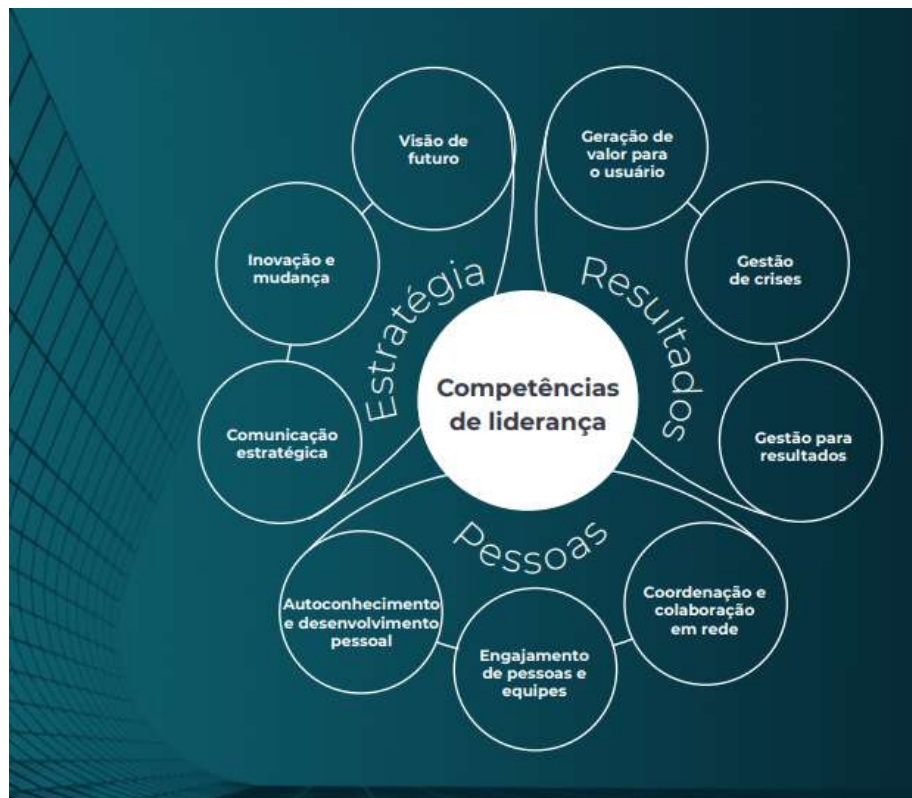 Visão de
futuro
Geração de
valor para
o usuário
Inovação e
mudança
Gestão
de crises
Estratégia
Resultados
Competências
de liderança
Comunicação
estratégica
Gestão para
resultados
Pessoas
Autoconhecimento
e desenvolvimento
pessoal
Engajamento
de pessoas e
equipes
Coordenação e
colaboração
em rede